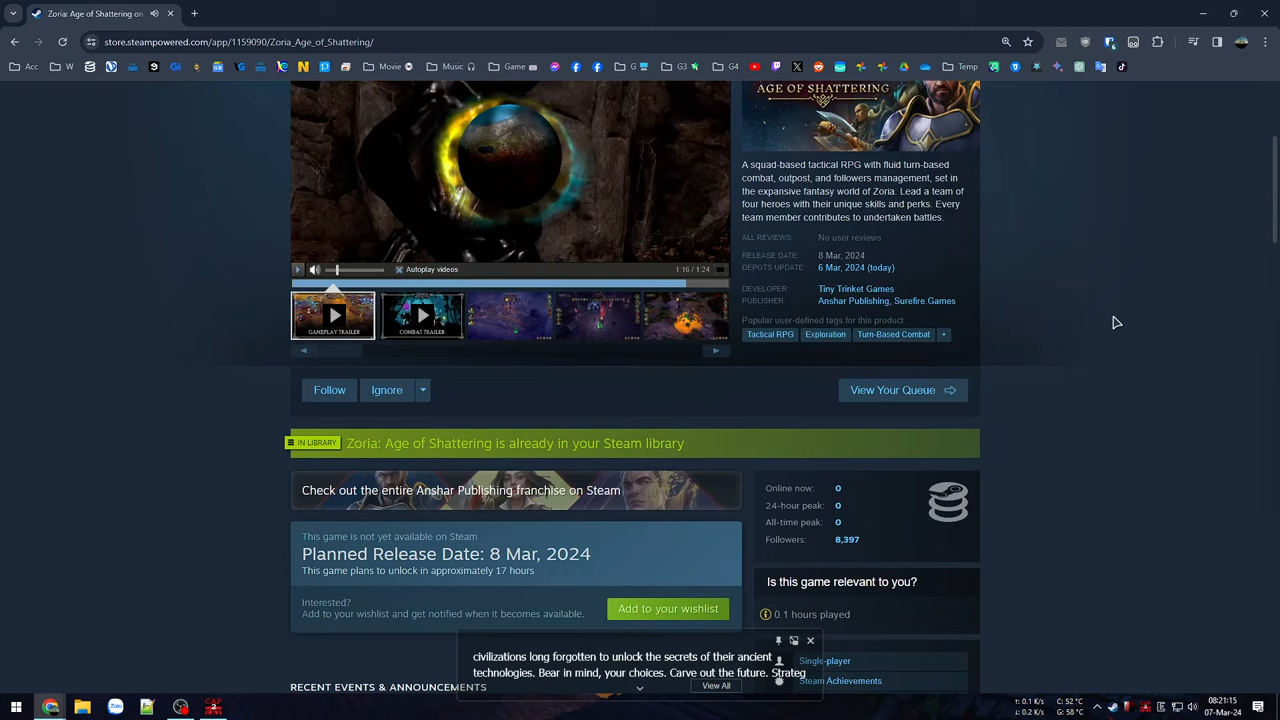 Zoria: Age of Shattering on
store.steampowered.com/app/1159090/Zoria_Age_of_Shattering/
Acc
W
Movie
Music
Game
G
G3
G4
Temp
AGE OF SHATTERING
A squad-based tactical RPG with fluid turn-based
combat, outpost, and followers management, set in
the expansive fantasy world of Zoria. Lead a team of
four heroes with their unique skills and perks. Every
team member contributes to undertaken battles.
ALL REVIEWS: No user reviews
RELEASE DATE: 8 Mar, 2024
DEPOTS UPDATE: 6 Mar, 2024 (today)
DEVELOPER: Tiny Trinket Games
PUBLISHER: Anshar Publishing, Surefire.Games
Popular user-defined tags for this product:
Tactical RPG
Exploration
Turn-Based Combat
+
Autoplay videos
1:16 / 1:24
GAMEPLAY TRAILER
COMBAT TRAILER
Follow
Ignore
View Your Queue
IN LIBRARY
Zoria: Age of Shattering is already in your Steam library
Check out the entire Anshar Publishing franchise on Steam
This game is not yet available on Steam
Planned Release Date: 8 Mar, 2024
This game plans to unlock in approximately 17 hours
Interested?
Add to your wishlist and get notified when it becomes available.
Add to your wishlist
Online now: 0
24-hour peak: 0
All-time peak: 0
Followers: 8,397
Is this game relevant to you?
0.1 hours played
Single-player
Steam Achievements
civilizations long forgotten to unlock the secrets of their ancient
technologies. Bear in mind, your choices. Carve out the future. Strateg
RECENT EVENTS & ANNOUNCEMENTS
View All
↑: 0.1 K/s
↓: 0.2 K/s
C: 52 °C
G: 58 °C
08:21:15
07-Mar-24